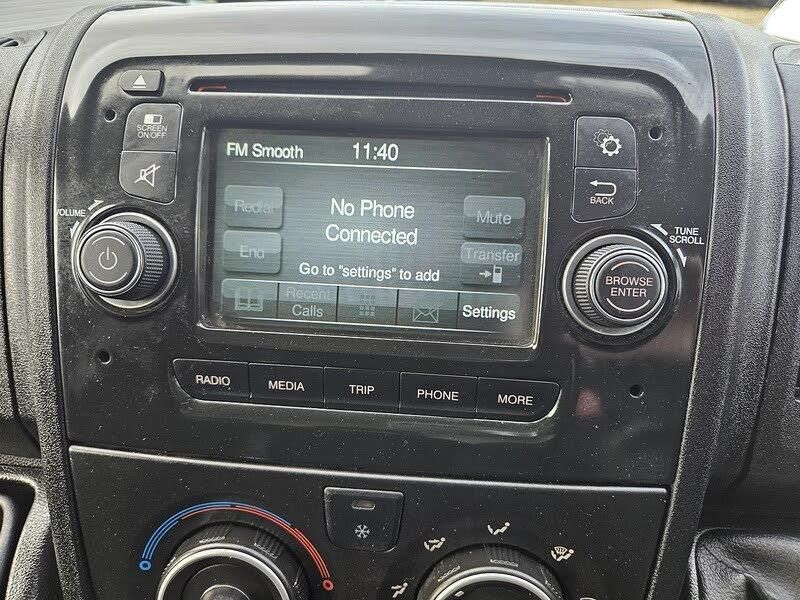 SCREEN
ON/OFF
FM Smooth 11:40
Redial
No Phone
Connected
Mute
End
Transfer
Go to "settings" to add
Recent
Calls
Settings
VOLUME
BACK
TUNE
SCROLL
BROWSE
ENTER
RADIO MEDIA TRIP PHONE MORE